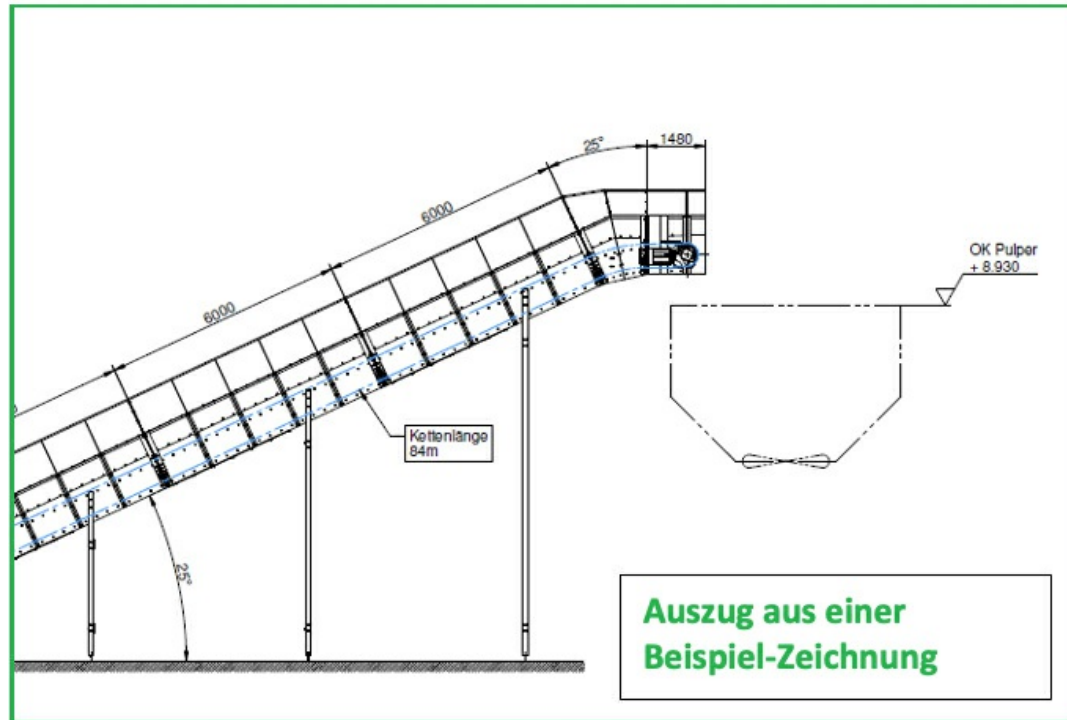 25°
1480
6000
6000
OK Pulper
+ 8.930
Kettenlänge
84m
25°
Auszug aus einer
Beispiel-Zeichnung